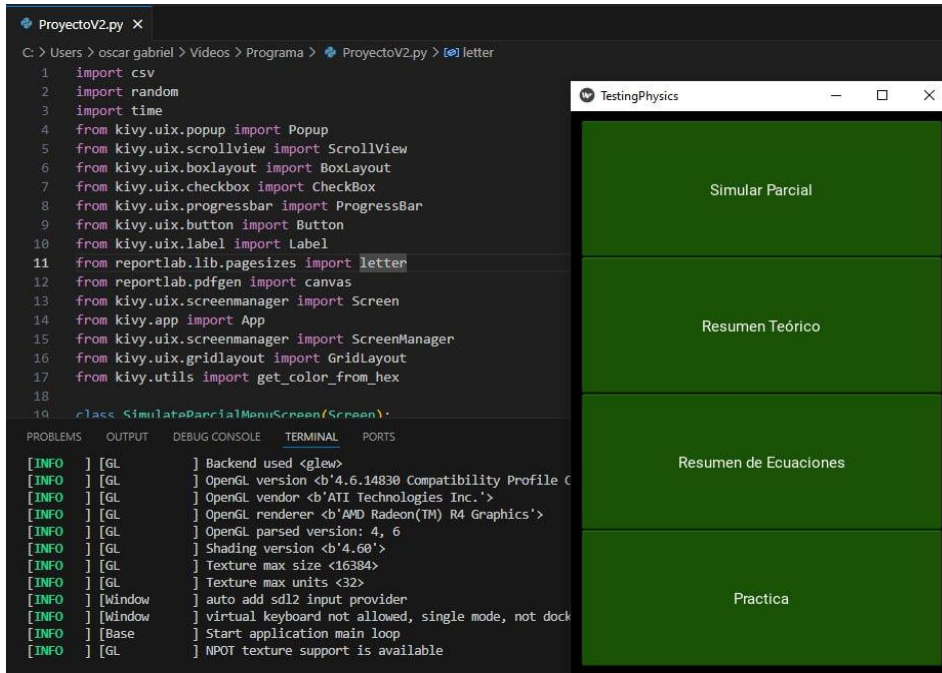 ProyectoV2.py
C: > Users > oscar gabriel > Videos > Programa > ProyectoV2.py > letter
1 import csv
2 import random
3 import time
4 from kivy.uix.popup import Popup
5 from kivy.uix.scrollview import ScrollView
6 from kivy.uix.boxlayout import BoxLayout
7 from kivy.uix.checkbox import CheckBox
8 from kivy.uix.progressbar import ProgressBar
9 from kivy.uix.button import Button
10 from kivy.uix.label import Label
11 from reportlab.lib.pagesizes import letter
12 from reportlab.pdfgen import canvas
13 from kivy.uix.screenmanager import Screen
14 from kivy.app import App
15 from kivy.uix.screenmanager import ScreenManager
16 from kivy.uix.gridlayout import GridLayout
17 from kivy.utils import get_color_from_hex
18
19 class SimulateParcialMenuScreen(Screen):
PROBLEMS OUTPUT DEBUG CONSOLE TERMINAL PORTS
[INFO ] [GL ] Backend used <glew>
[INFO ] [GL ] OpenGL version <b'4.6.14830 Compatibility Profile C
[INFO ] [GL ] OpenGL vendor <b'ATI Technologies Inc.'>
[INFO ] [GL ] OpenGL renderer <b'AMD Radeon(TM) R4 Graphics'>
[INFO ] [GL ] OpenGL parsed version: 4, 6
[INFO ] [GL ] Shading version <b'4.60'>
[INFO ] [GL ] Texture max size <16384>
[INFO ] [GL ] Texture max units <32>
[INFO ] [Window ] auto add sdl2 input provider
[INFO ] [Window ] virtual keyboard not allowed, single mode, not dock
[INFO ] [Base ] Start application main loop
[INFO ] [GL ] NPOT texture support is available
TestingPhysics
Simular Parcial
Resumen Teórico
Resumen de Ecuaciones
Practica